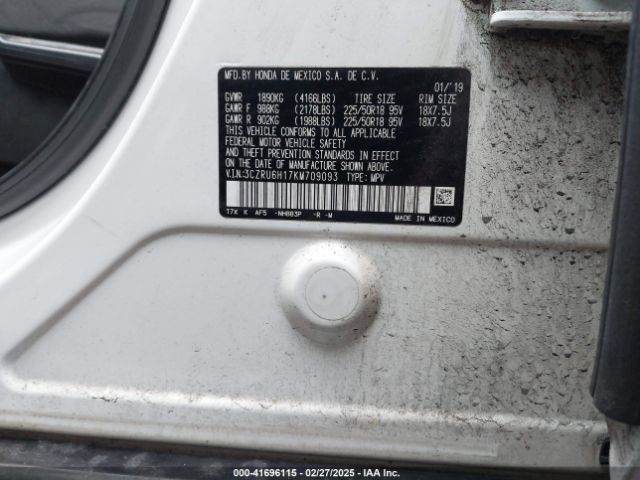 MFD. BY HONDA DE MEXICO S.A. DE C.V.
01/'19
GVWR 1890KG (4166LBS) TIRE SIZE RIM SIZE
GAWR F 988KG (2178LBS) 225/50R18 95V 18X7.5J
GAWR R 902KG (1988LBS) 225/50R18 95V 18X7.5J
THIS VEHICLE CONFORMS TO ALL APPLICABLE
FEDERAL MOTOR VEHICLE SAFETY
AND THEFT PREVENTION STANDARDS IN EFFECT
ON THE DATE OF MANUFACTURE SHOWN ABOVE.
V.I.N:3CZRU6H17KM709093 TYPE: MPV
T7X K AF5 -NH883P -R -M
MADE IN MEXICO
00-41696115 - 02/27/2025 - IAA Inc.